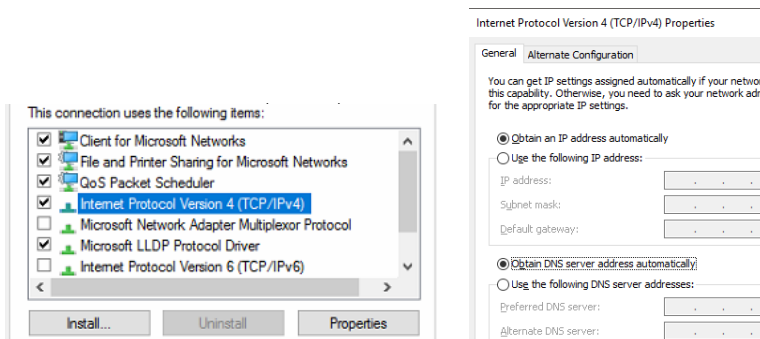 This connection uses the following items:
Client for Microsoft Networks
File and Printer Sharing for Microsoft Networks
QoS Packet Scheduler
Internet Protocol Version 4 (TCP/IPv4)
Microsoft Network Adapter Multiplexor Protocol
Microsoft LLDP Protocol Driver
Internet Protocol Version 6 (TCP/IPv6)
Install...
Uninstall
Properties
Internet Protocol Version 4 (TCP/IPv4) Properties
General
Alternate Configuration
You can get IP settings assigned automatically if your networ
this capability. Otherwise, you need to ask your network adr
for the appropriate IP settings.
Obtain an IP address automatically
Use the following IP address:
IP address:
Subnet mask:
Default gateway:
Obtain DNS server address automatically
Use the following DNS server addresses:
Preferred DNS server:
Alternate DNS server: